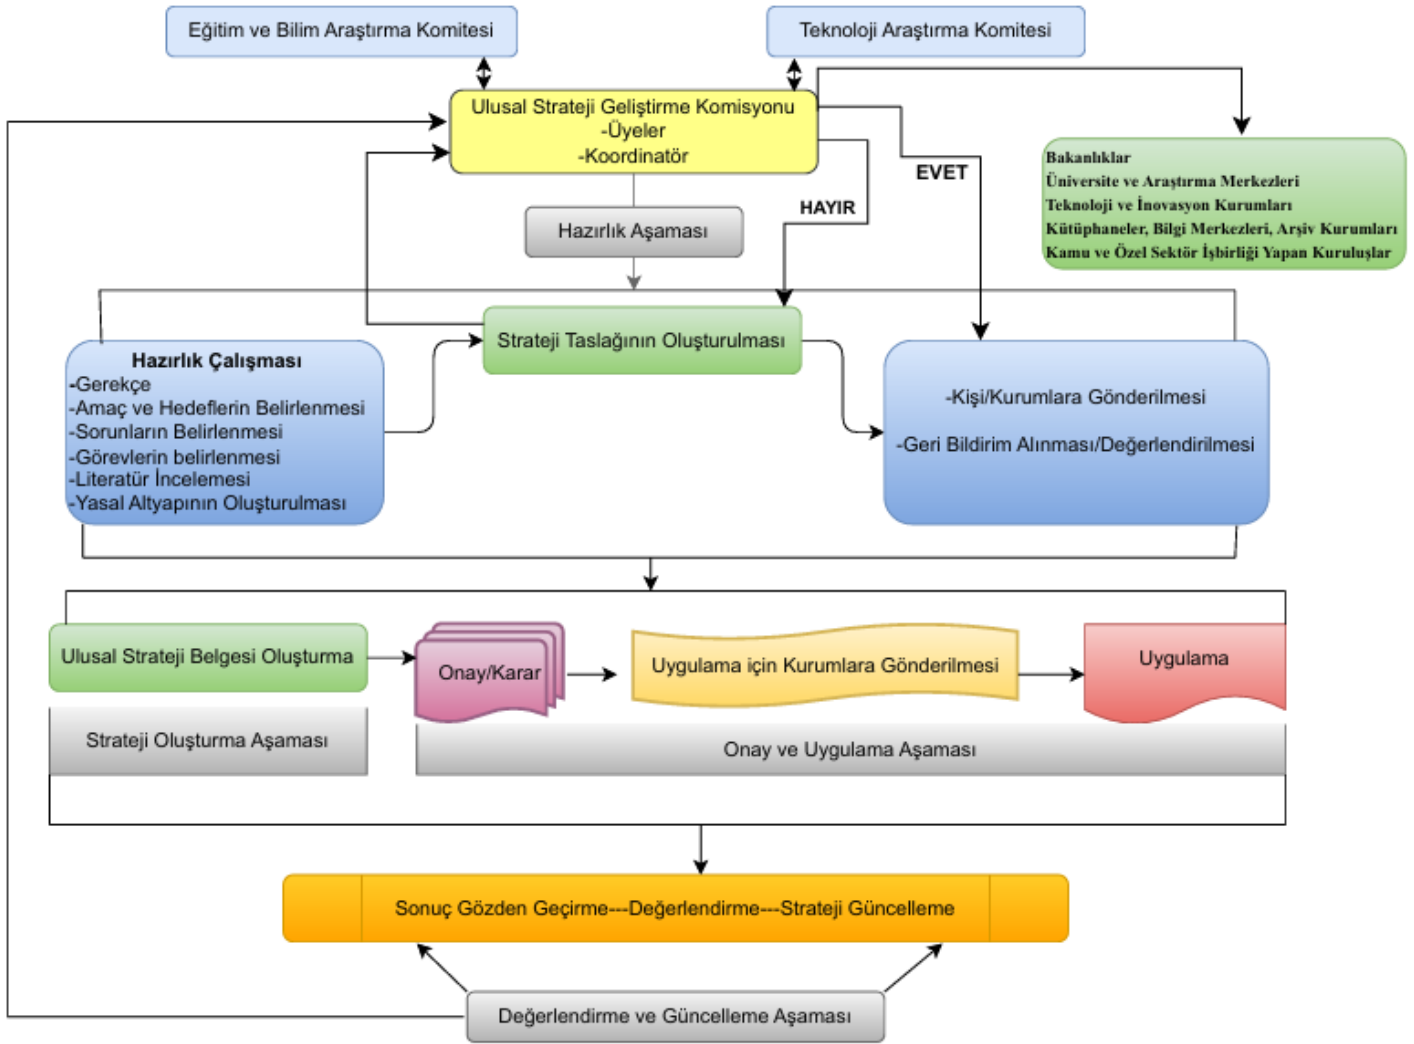 Eğitim ve Bilim Araştırma Komitesi
Teknoloji Araştırma Komitesi
Ulusal Strateji Geliştirme Komisyonu
-Üyeler
-Koordinatör
EVET
HAYIR
Bakanlıklar
Üniversite ve Araştırma Merkezleri
Teknoloji ve İnovasyon Kurumları
Kütüphaneler, Bilgi Merkezleri, Arşiv Kurumları
Kamu ve Özel Sektör İşbirliği Yapan Kuruluşlar
Hazırlık Aşaması
Hazırlık Çalışması
-Gerekçe
-Amaç ve Hedeflerin Belirlenmesi
-Sorunların Belirlenmesi
-Görevlerin belirlenmesi
-Literatür İncelemesi
-Yasal Altyapının Oluşturulması
Strateji Taslağının Oluşturulması
-Kişi/Kurumlara Gönderilmesi
-Geri Bildirim Alınması/Değerlendirilmesi
Ulusal Strateji Belgesi Oluşturma
Onay/Karar
Uygulama için Kurumlara Gönderilmesi
Uygulama
Strateji Oluşturma Aşaması
Onay ve Uygulama Aşaması
Sonuç Gözden Geçirme---Değerlendirme---Strateji Güncelleme
Değerlendirme ve Güncelleme Aşaması